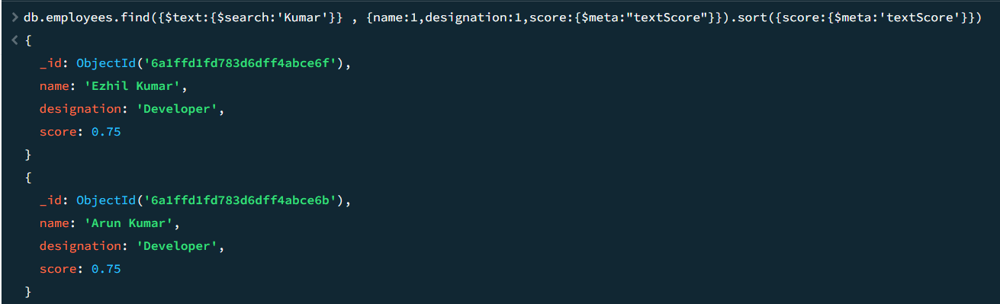 > db.employees.find({$text:{$search:'Kumar'}} , {name:1,designation:1,score:{$meta:"textScore"}}).sort({score:{$meta:'textScore'}})
< {
_id: ObjectId('6a1ffd1fd783d6dff4abce6f'),
name: 'Ezhil Kumar',
designation: 'Developer',
score: 0.75
}
{
_id: ObjectId('6a1ffd1fd783d6dff4abce6b'),
name: 'Arun Kumar',
designation: 'Developer',
score: 0.75
}